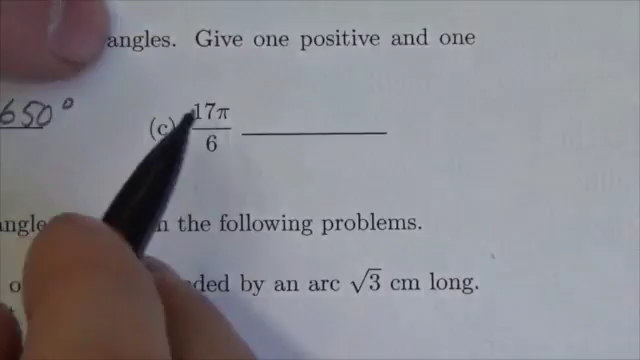 angles. Give one positive and one
650°
(c) 17π/6
angle the following problems.
by an arc √3 cm long.